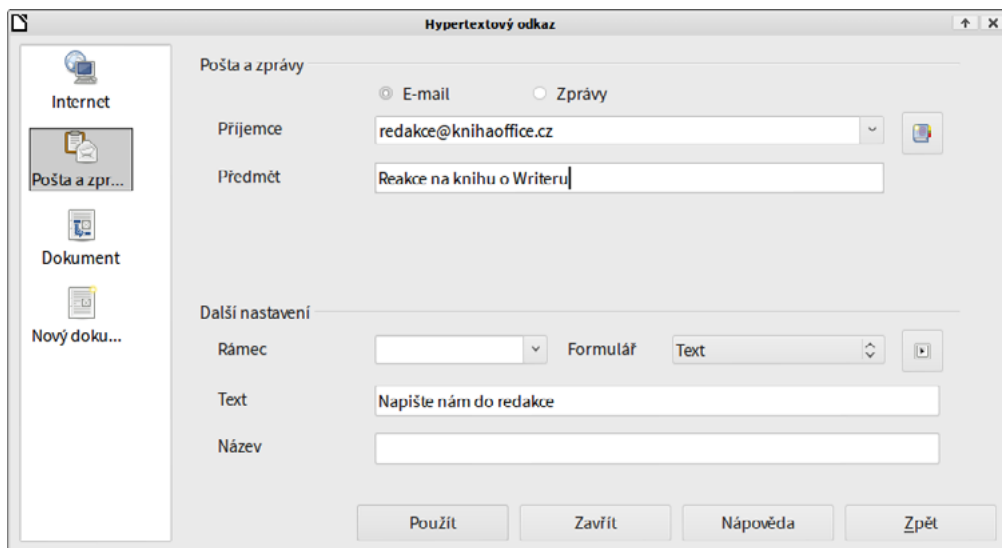 Hypertextový odkaz
Internet
Pošta a zpr...
Dokument
Nový doku...
Pošta a zprávy
E-mail Zprávy
Příjemce redakce@knihaoffice.cz
Předmět Reakce na knihu o Writeru
Další nastavení
Rámec Formulář Text
Text Napište nám do redakce
Název
Použít Zavřít Nápověda Zpět